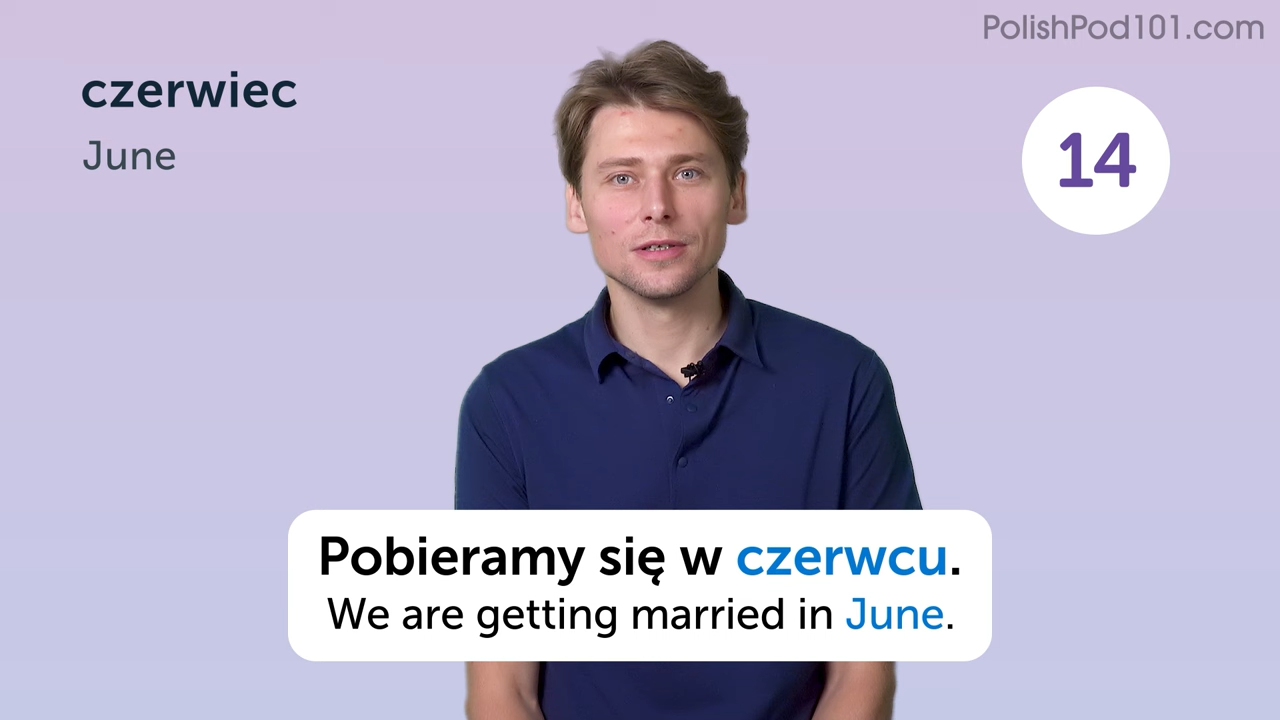 PolishPod101.com
czerwiec
June
14
Pobieramy się w czerwcu.
We are getting married in June.